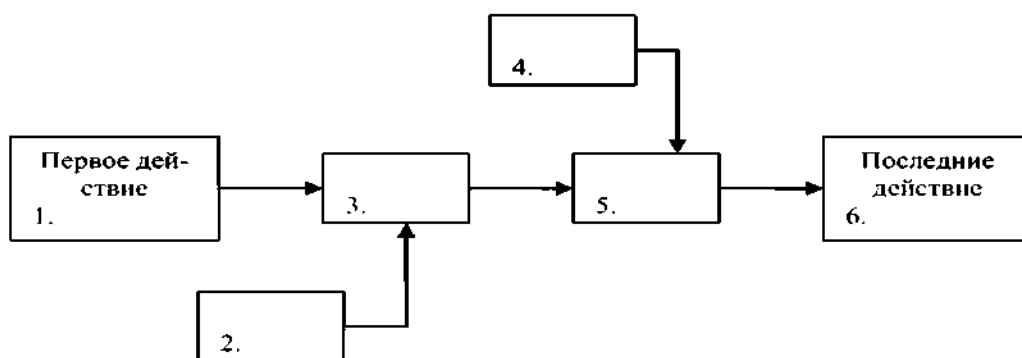 4.
Первое дей-
ствие
1.
3.
5.
Последние
действие
6.
2.